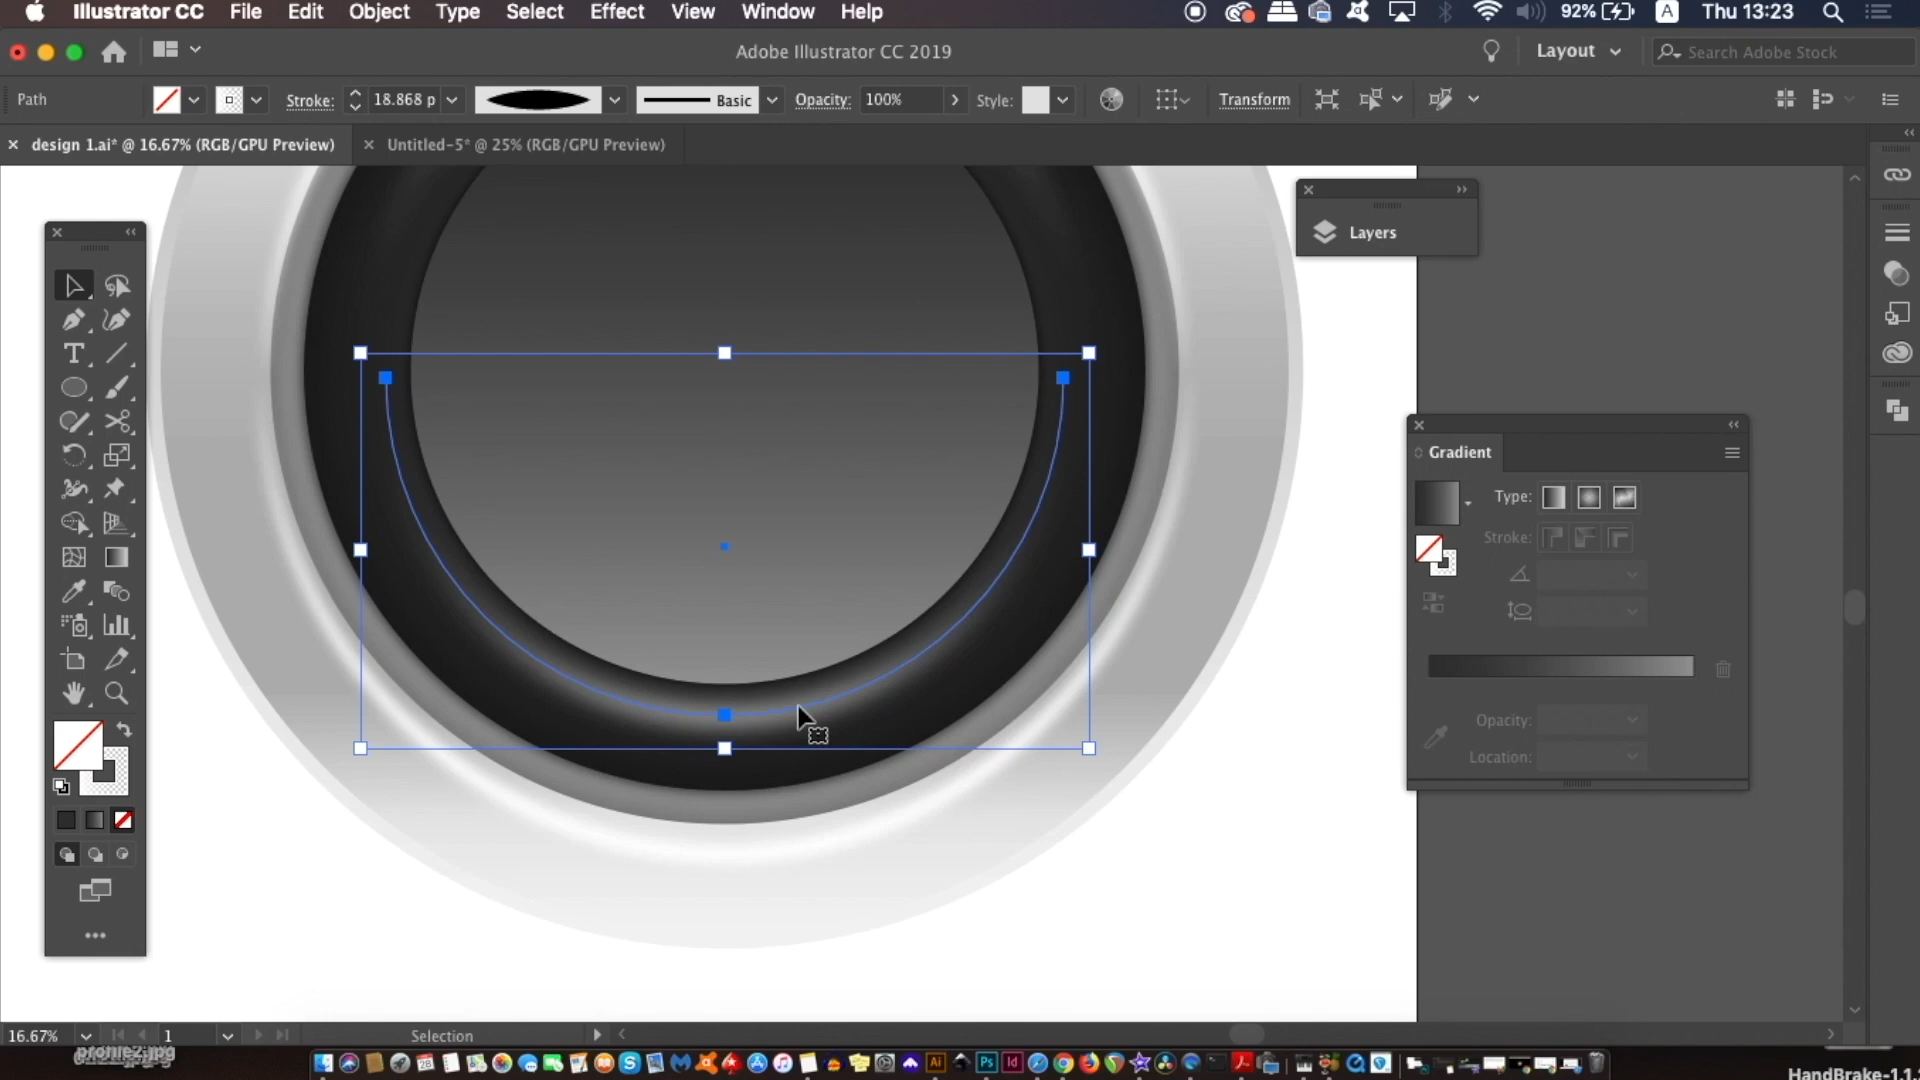 Illustrator CC File Edit Object Type Select Effect View Window Help 92% A Thu 13:23
Adobe Illustrator CC 2019 Layout Search Adobe Stock
Path Stroke: 18.868 p Basic Opacity: 100% Style: Transform
design 1.ai* @ 16.67% (RGB/GPU Preview) Untitled-5* @ 25% (RGB/GPU Preview)
Layers
Gradient
Type:
Stroke:
Opacity:
Location:
16.67% 1 Selection
HandBrake-1.1.